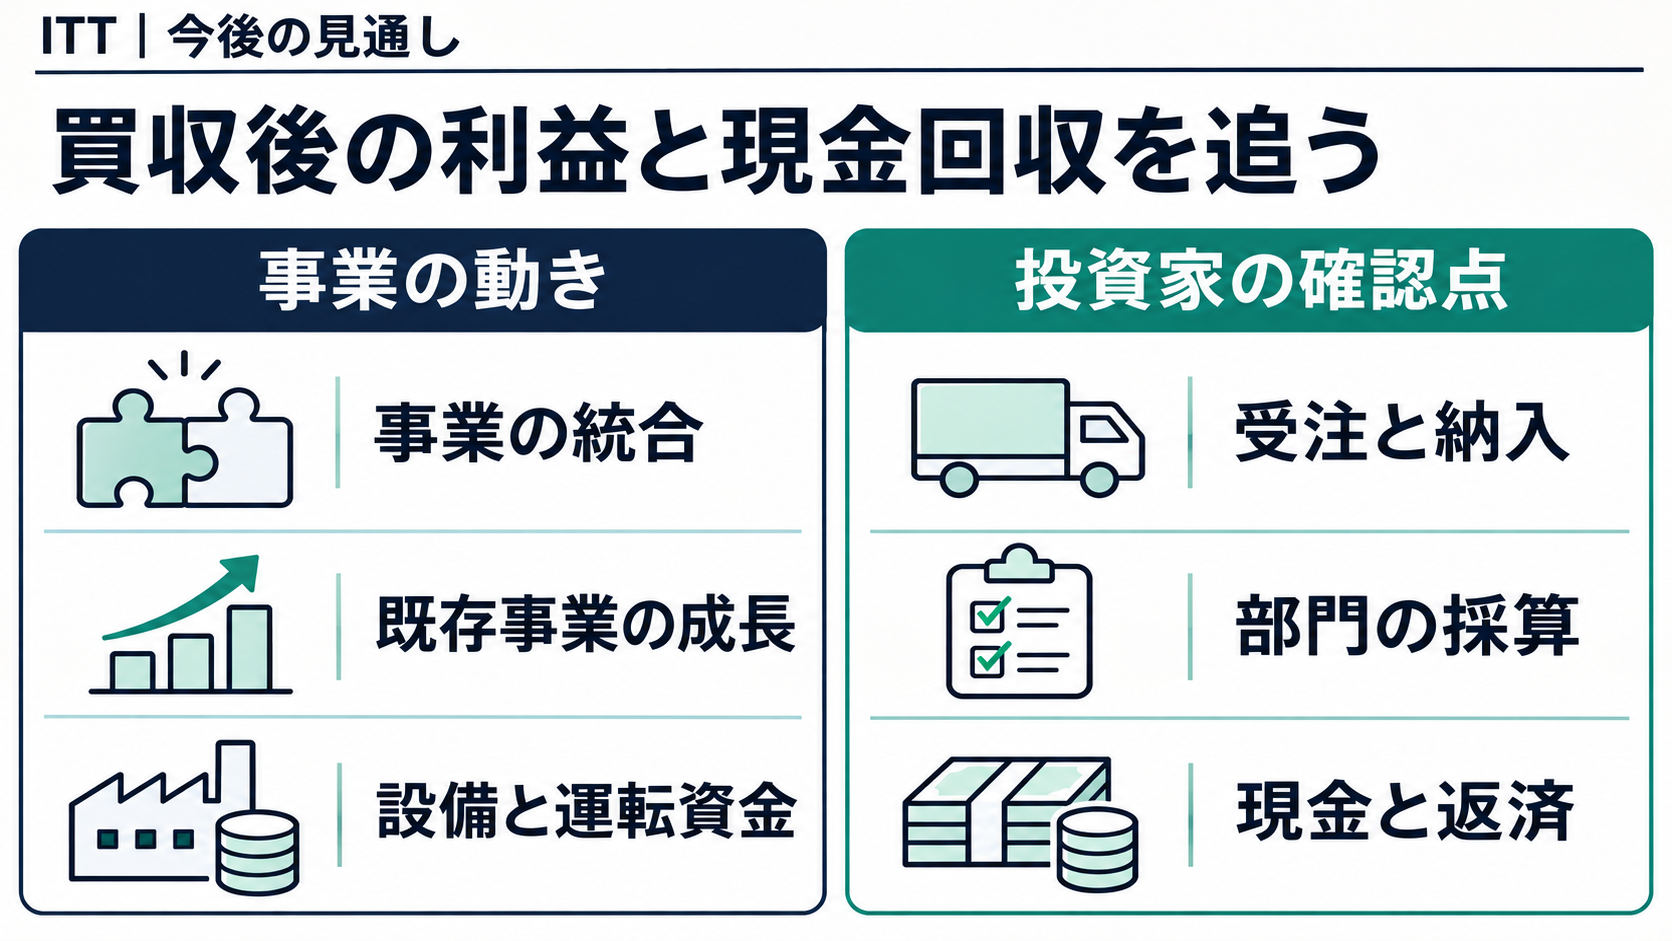 ITT｜今後の見通し
買収後の利益と現金回収を追う
事業の動き
事業の統合
既存事業の成長
設備と運転資金
投資家の確認点
受注と納入
部門の採算
現金と返済